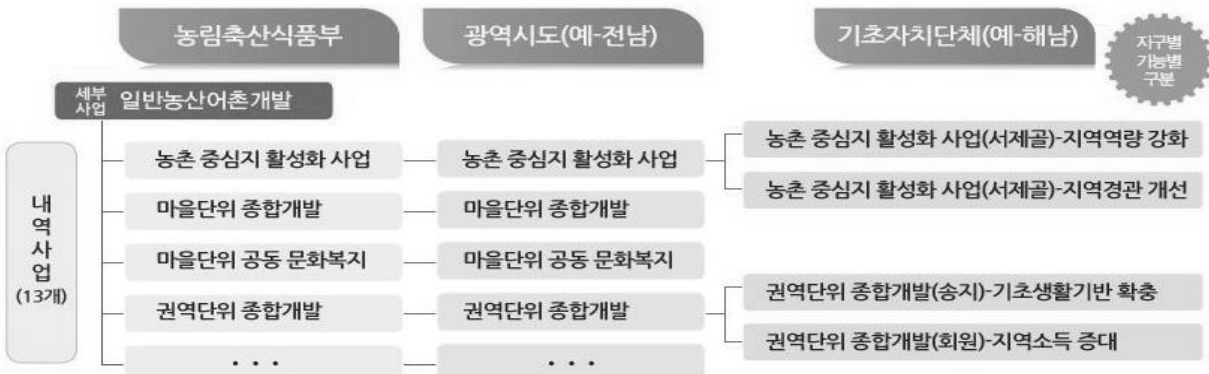 농림축산식품부
광역시도(예-전남)
기초자치단체(예-해남)
지구별
기능별
구분
세부
사업
일반농산어촌개발
내
역
사
업
(13개)
농촌 중심지 활성화 사업
농촌 중심지 활성화 사업
농촌 중심지 활성화 사업(서제골)-지역역량 강화
농촌 중심지 활성화 사업(서제골)-지역경관 개선
마을단위 종합개발
마을단위 종합개발
마을단위 공동 문화복지
마을단위 공동 문화복지
권역단위 종합개발
권역단위 종합개발
권역단위 종합개발(송지)-기초생활기반 확충
권역단위 종합개발(회원)-지역소득 증대
· · ·
· · ·